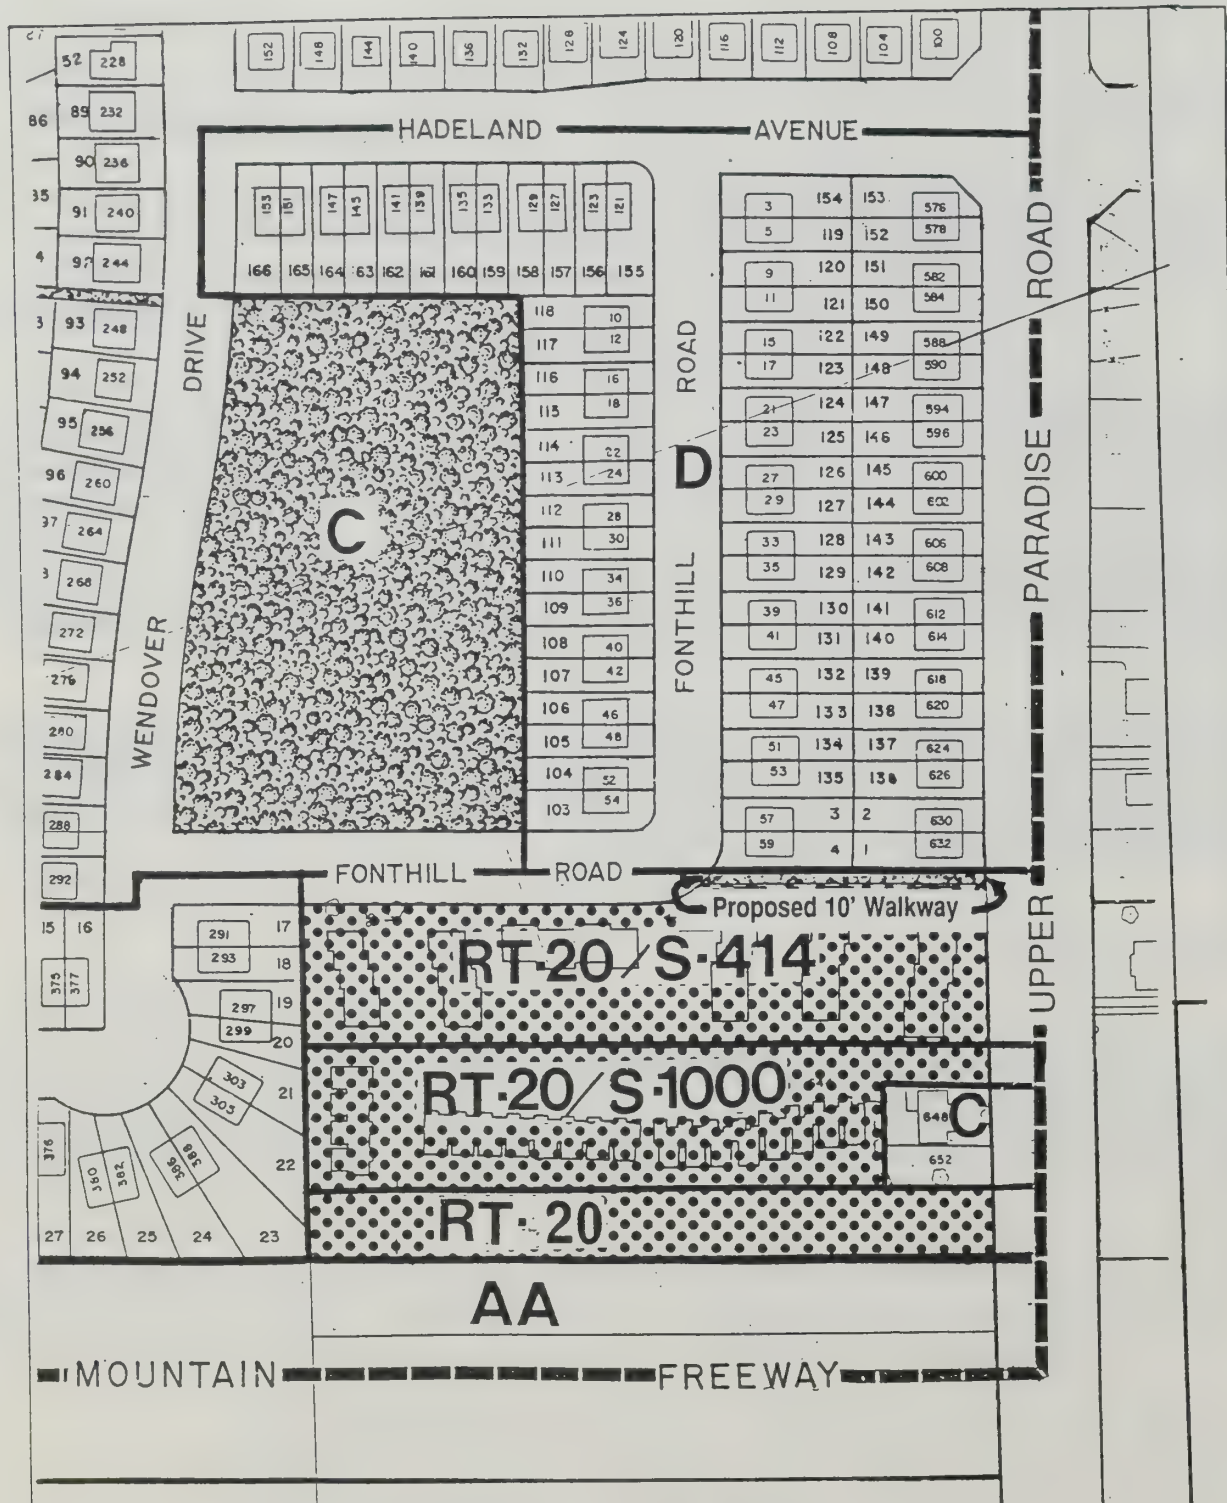 152 148 144 140 136 132 128 124 120 116 112 108 104 100
52 228
86 89 232
90 236
91 240
4 244
3 93 248
94 252
95 256
96 260
97 264
268
272
276
280
284
288
292
HADELAND AVENUE
153 151 147 145 141 139 135 133 129 127 123 121
166 165 164 163 162 161 160 159 158 157 156 155
3 154 153 576
5 119 152 578
9 120 151 582
11 121 150 584
15 122 149 588
17 123 148 590
21 124 147 594
23 125 146 596
27 126 145 600
29 127 144 602
33 128 143 606
35 129 142 608
39 130 141 612
41 131 140 614
45 132 139 618
47 133 138 620
51 134 137 624
53 135 136 626
57 3 2 630
59 4 1 632
118 10
117 12
116 16
115 18
114 22
113 24
112 28
111 30
110 34
109 36
108 40
107 42
106 46
105 48
104 52
103 54
WENDOVER DRIVE
C
FONTHILL ROAD
D
UPPER PARADISE ROAD
FONTHILL ROAD
Proposed 10' Walkway
RT-20/S-414
RT-20/S-1000
C
648
652
RT-20
AA
15 16
375 377
291 17
293 18
297 19
299 20
303 21
305
22
376 380 382 386 388
27 26 25 24 23
MOUNTAIN FREEWAY